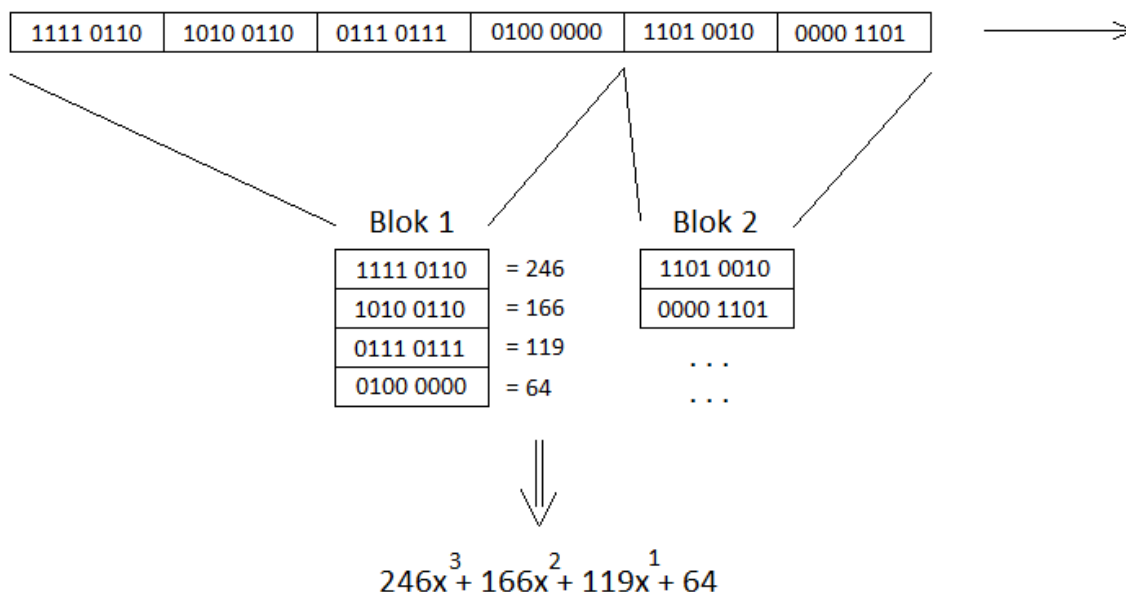 1111 0110 1010 0110 0111 0111 0100 0000 1101 0010 0000 1101
Blok 1 Blok 2
1111 0110 = 246 1101 0010
1010 0110 = 166 0000 1101
0111 0111 = 119 . . .
0100 0000 = 64 . . .
246x³ + 166x² + 119x¹ + 64